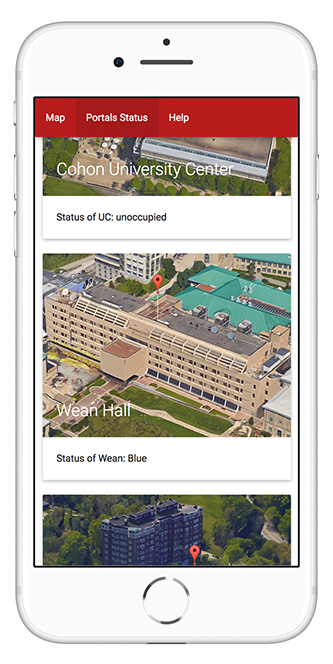 Map Portals Status Help
Cohon University Center
Status of UC: unoccupied
Wean Hall
Status of Wean: Blue